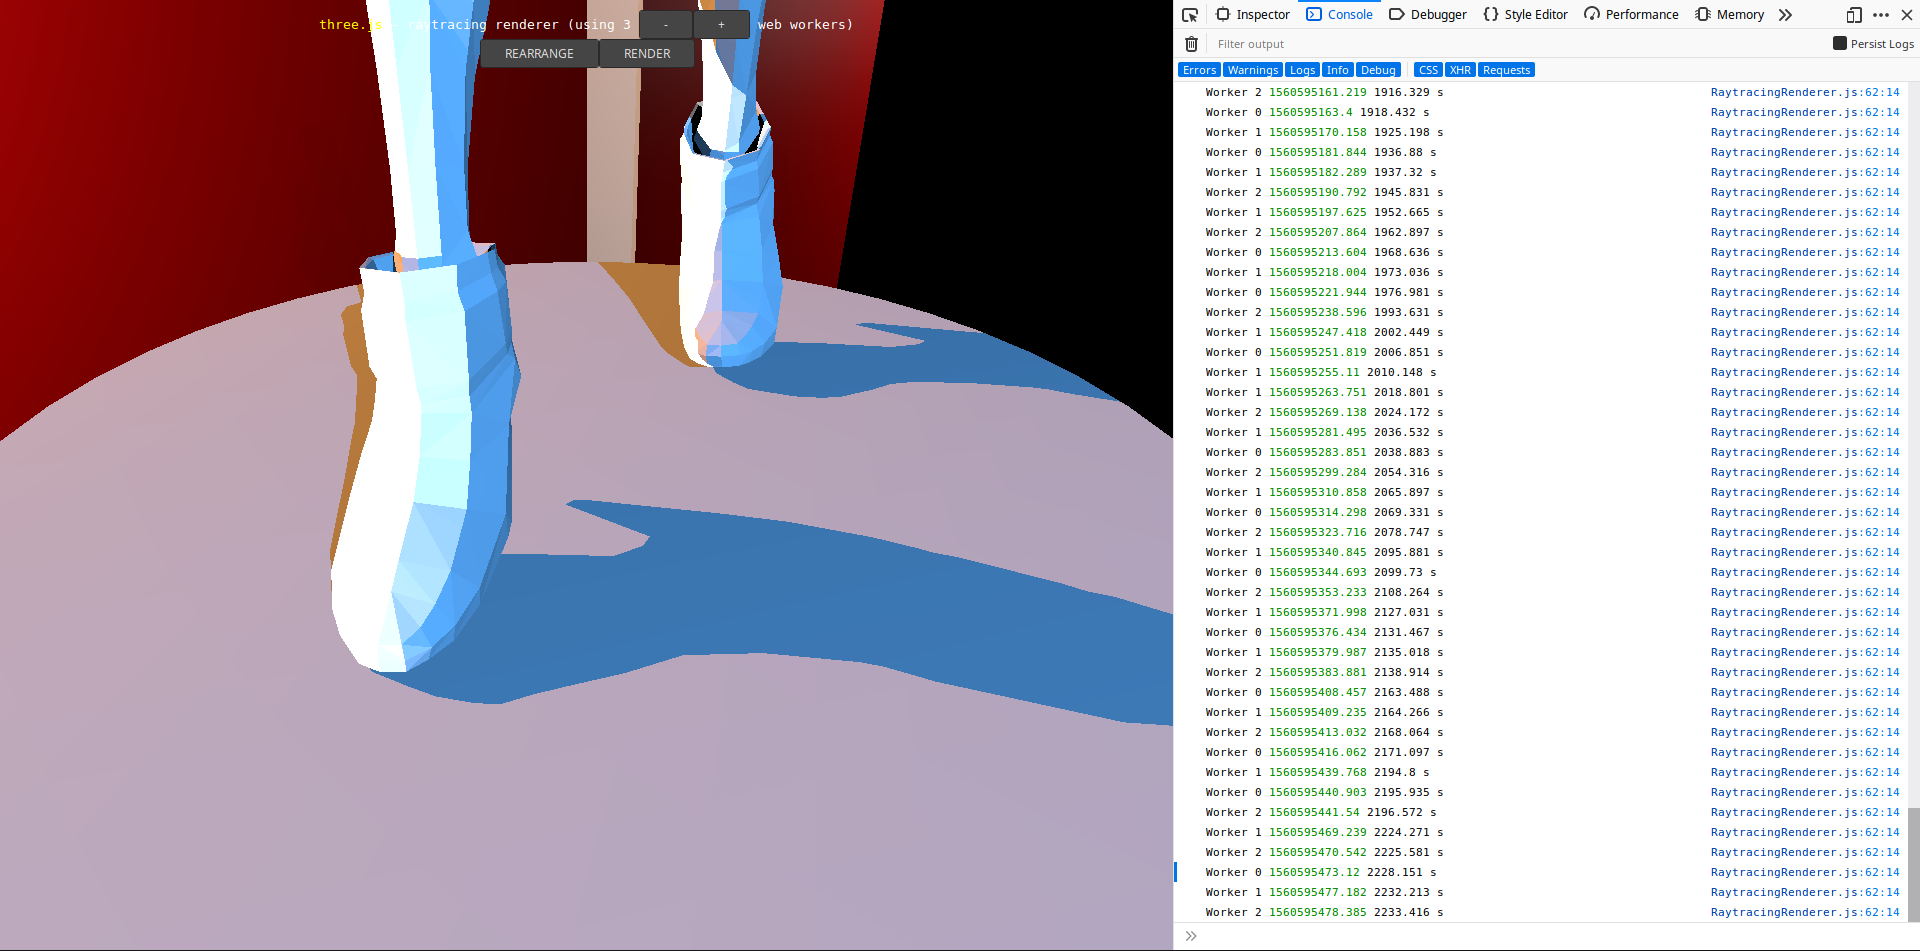 three.js - raytracing renderer (using 3 - + web workers)
REARRANGE RENDER
Inspector Console Debugger Style Editor Performance Memory
Filter output Persist Logs
Errors Warnings Logs Info Debug CSS XHR Requests
Worker 2 1560595161.219 1916.329 s RaytracingRenderer.js:62:14
Worker 0 1560595163.4 1918.432 s RaytracingRenderer.js:62:14
Worker 1 1560595170.158 1925.198 s RaytracingRenderer.js:62:14
Worker 0 1560595181.844 1936.88 s RaytracingRenderer.js:62:14
Worker 1 1560595182.289 1937.32 s RaytracingRenderer.js:62:14
Worker 2 1560595190.792 1945.831 s RaytracingRenderer.js:62:14
Worker 1 1560595197.625 1952.665 s RaytracingRenderer.js:62:14
Worker 2 1560595207.864 1962.897 s RaytracingRenderer.js:62:14
Worker 0 1560595213.604 1968.636 s RaytracingRenderer.js:62:14
Worker 1 1560595218.004 1973.036 s RaytracingRenderer.js:62:14
Worker 0 1560595221.944 1976.981 s RaytracingRenderer.js:62:14
Worker 2 1560595238.596 1993.631 s RaytracingRenderer.js:62:14
Worker 1 1560595247.418 2002.449 s RaytracingRenderer.js:62:14
Worker 0 1560595251.819 2006.851 s RaytracingRenderer.js:62:14
Worker 1 1560595255.11 2010.148 s RaytracingRenderer.js:62:14
Worker 1 1560595263.751 2018.801 s RaytracingRenderer.js:62:14
Worker 2 1560595269.138 2024.172 s RaytracingRenderer.js:62:14
Worker 1 1560595281.495 2036.532 s RaytracingRenderer.js:62:14
Worker 0 1560595283.851 2038.883 s RaytracingRenderer.js:62:14
Worker 2 1560595299.284 2054.316 s RaytracingRenderer.js:62:14
Worker 1 1560595310.858 2065.897 s RaytracingRenderer.js:62:14
Worker 0 1560595314.298 2069.331 s RaytracingRenderer.js:62:14
Worker 2 1560595323.716 2078.747 s RaytracingRenderer.js:62:14
Worker 1 1560595340.845 2095.881 s RaytracingRenderer.js:62:14
Worker 0 1560595344.693 2099.73 s RaytracingRenderer.js:62:14
Worker 2 1560595353.233 2108.264 s RaytracingRenderer.js:62:14
Worker 1 1560595371.998 2127.031 s RaytracingRenderer.js:62:14
Worker 0 1560595376.434 2131.467 s RaytracingRenderer.js:62:14
Worker 1 1560595379.987 2135.018 s RaytracingRenderer.js:62:14
Worker 2 1560595383.881 2138.914 s RaytracingRenderer.js:62:14
Worker 0 1560595408.457 2163.488 s RaytracingRenderer.js:62:14
Worker 1 1560595409.235 2164.266 s RaytracingRenderer.js:62:14
Worker 2 1560595413.032 2168.064 s RaytracingRenderer.js:62:14
Worker 0 1560595416.062 2171.097 s RaytracingRenderer.js:62:14
Worker 1 1560595439.768 2194.8 s RaytracingRenderer.js:62:14
Worker 0 1560595440.903 2195.935 s RaytracingRenderer.js:62:14
Worker 2 1560595441.54 2196.572 s RaytracingRenderer.js:62:14
Worker 1 1560595469.239 2224.271 s RaytracingRenderer.js:62:14
Worker 2 1560595470.542 2225.581 s RaytracingRenderer.js:62:14
Worker 0 1560595473.12 2228.151 s RaytracingRenderer.js:62:14
Worker 1 1560595477.182 2232.213 s RaytracingRenderer.js:62:14
Worker 2 1560595478.385 2233.416 s RaytracingRenderer.js:62:14